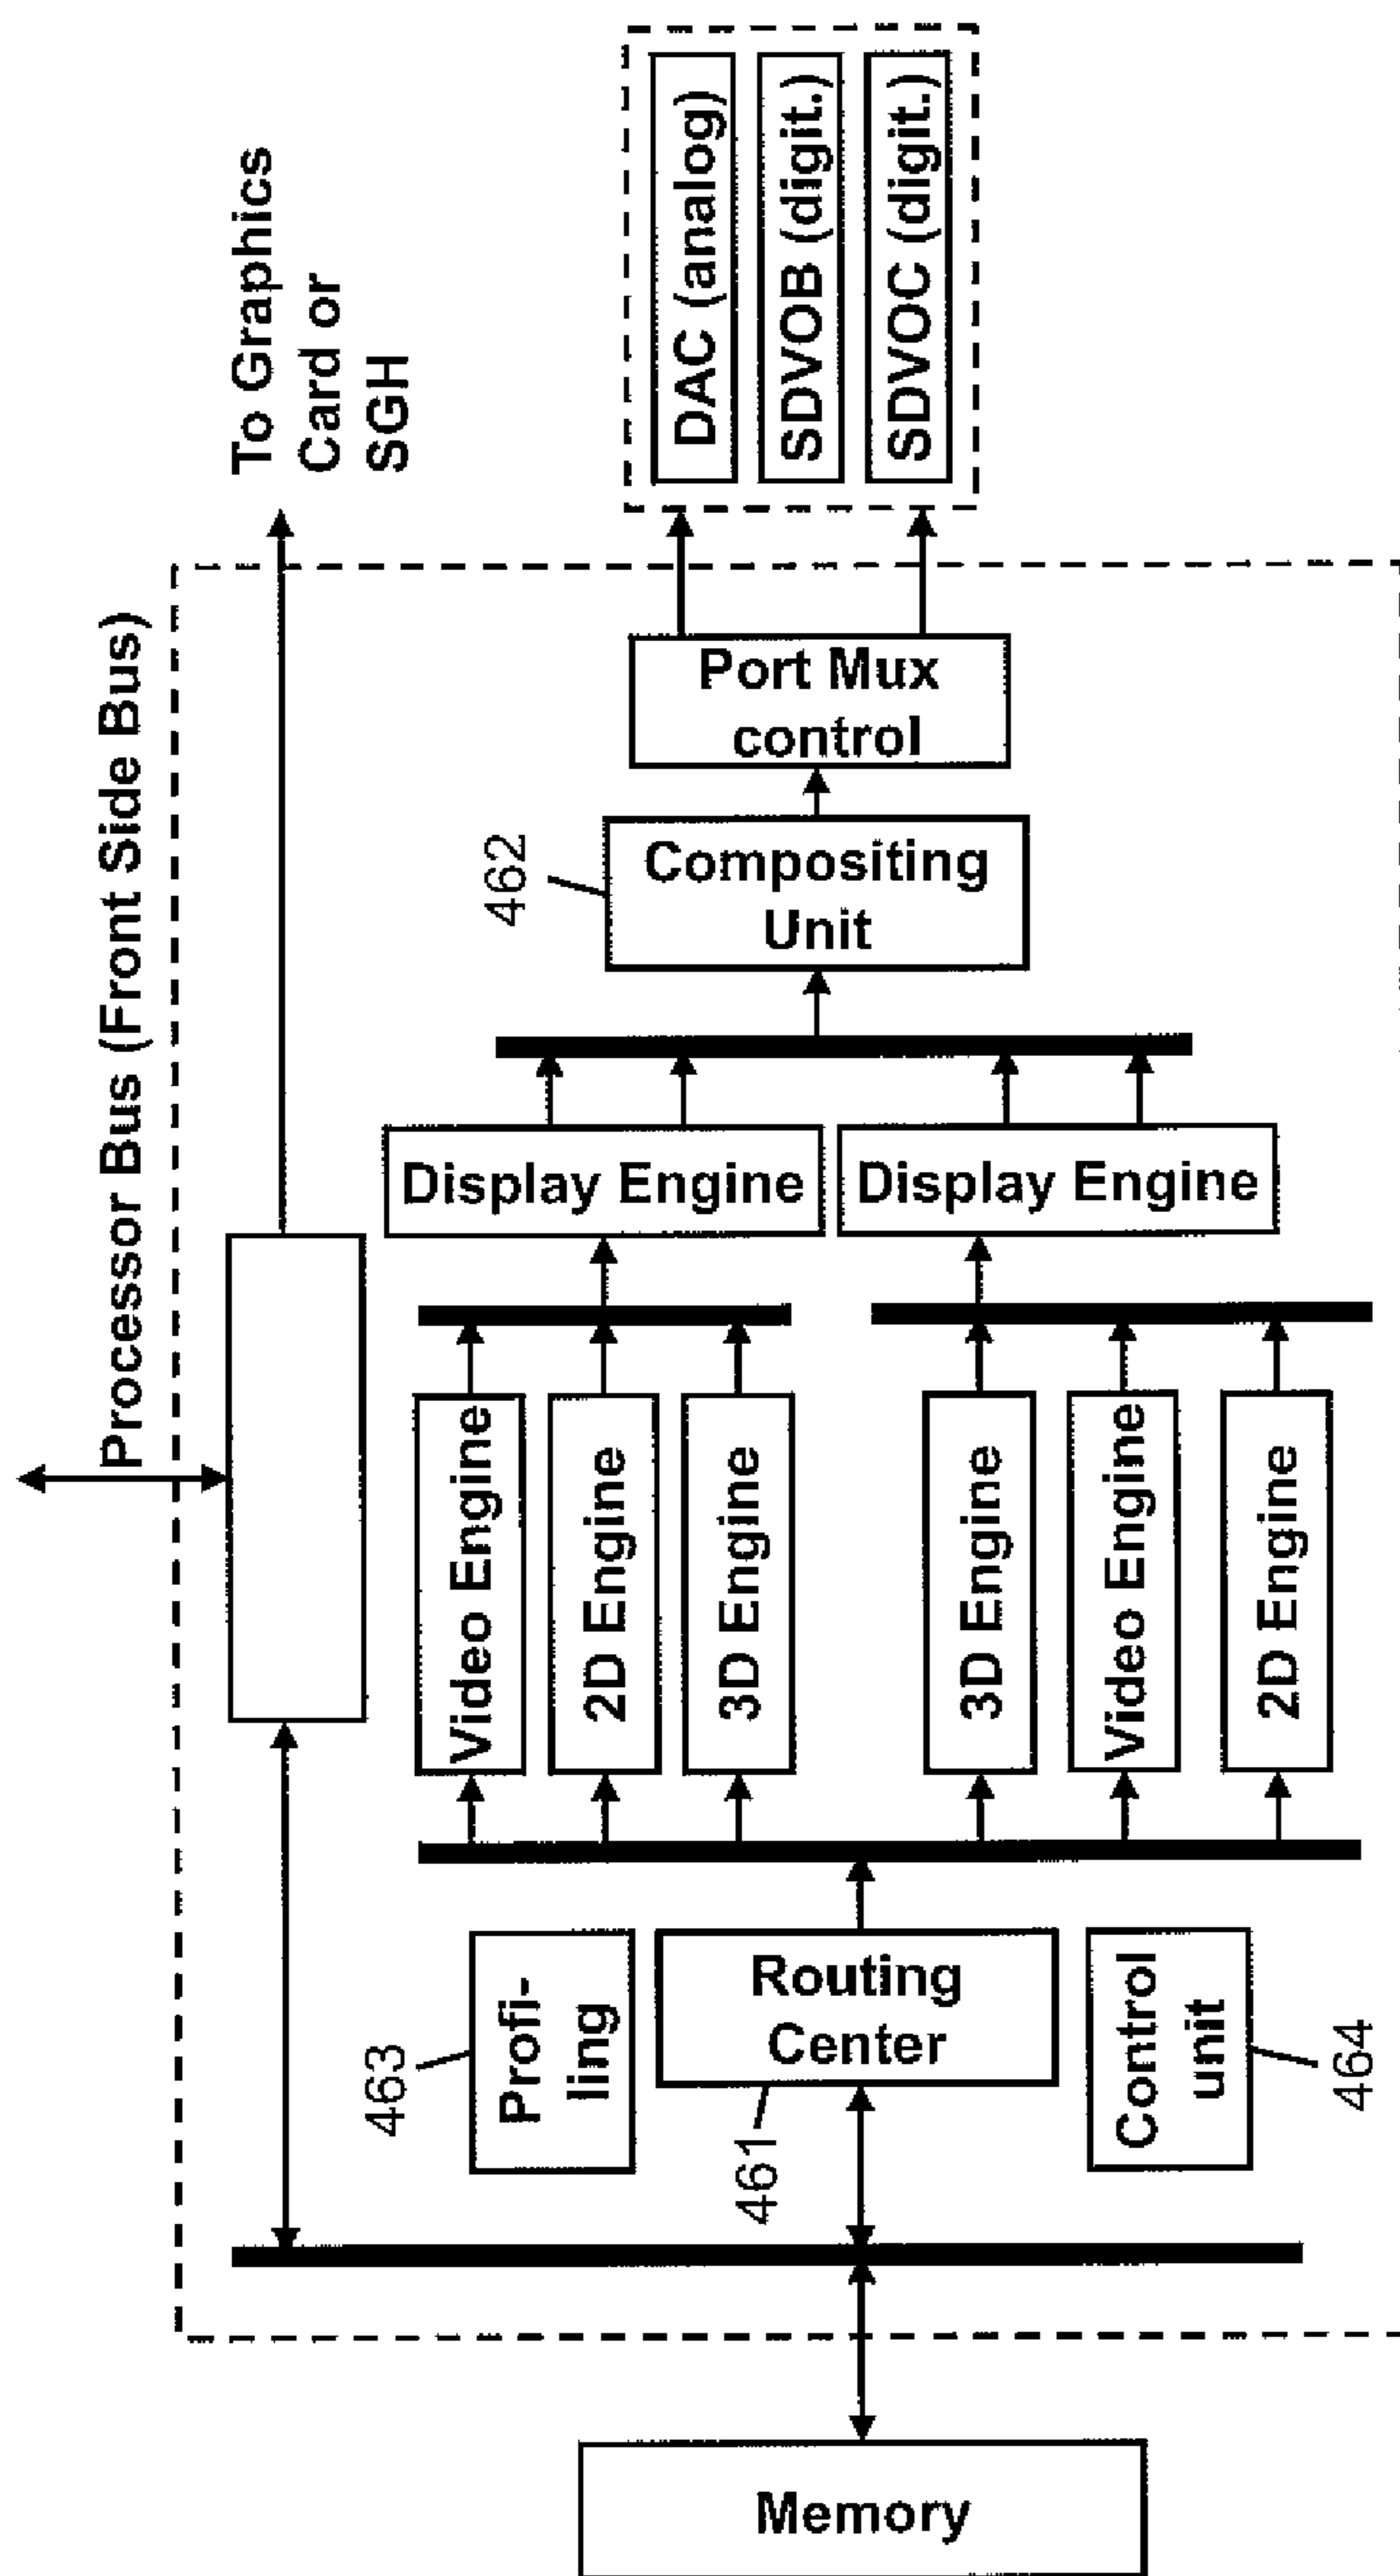 Processor Bus (Front Side Bus)
To Graphics
Card or
SGH
DAC (analog)
SDVOB (digit.)
SDVOC (digit.)
Port Mux
control
462
Compositing
Unit
Display Engine
Display Engine
Video Engine
2D Engine
3D Engine
3D Engine
Video Engine
2D Engine
463
Profi-
ling
461
Routing
Center
Control
unit
464
Memory